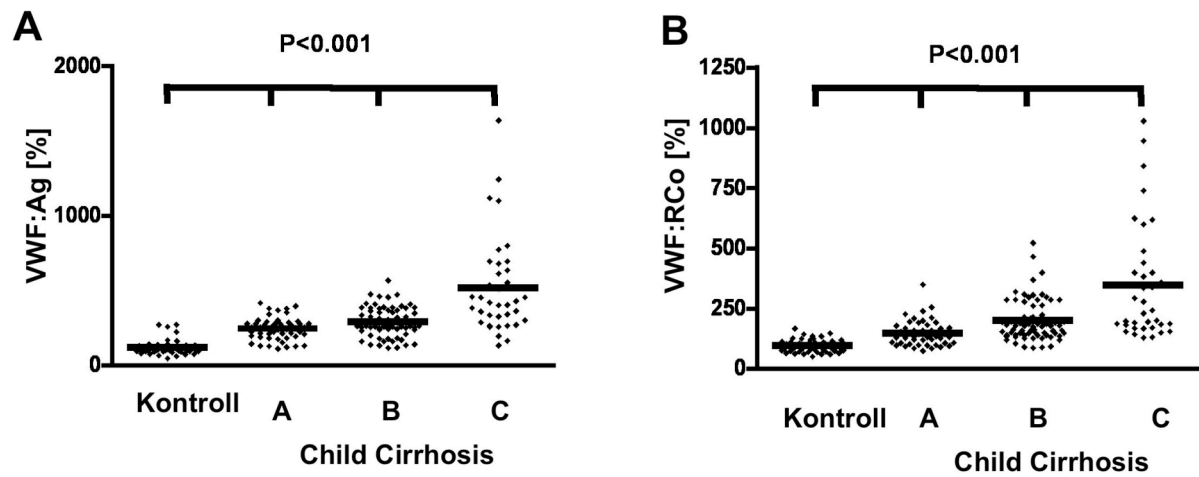 A
P<0.001
2000
1000
0
VWF:Ag [%]
Kontroll A B C
Child Cirrhosis
B
P<0.001
1250
1000
750
500
250
0
VWF:RCo [%]
Kontroll A B C
Child Cirrhosis